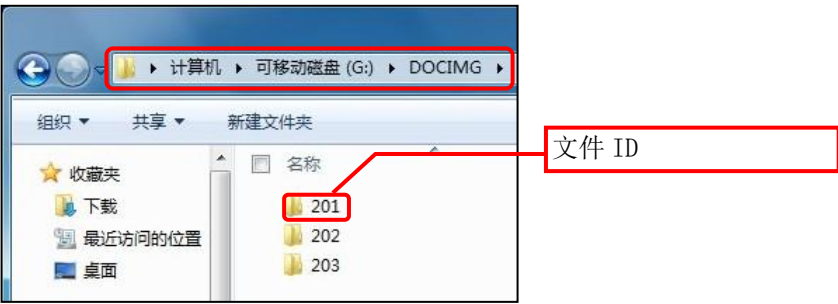 计算机 ▸ 可移动磁盘 (G:) ▸ DOCIMG ▸
组织 ▼ 共享 ▼ 新建文件夹
文件 ID
收藏夹
名称
下载
201
最近访问的位置
202
桌面
203